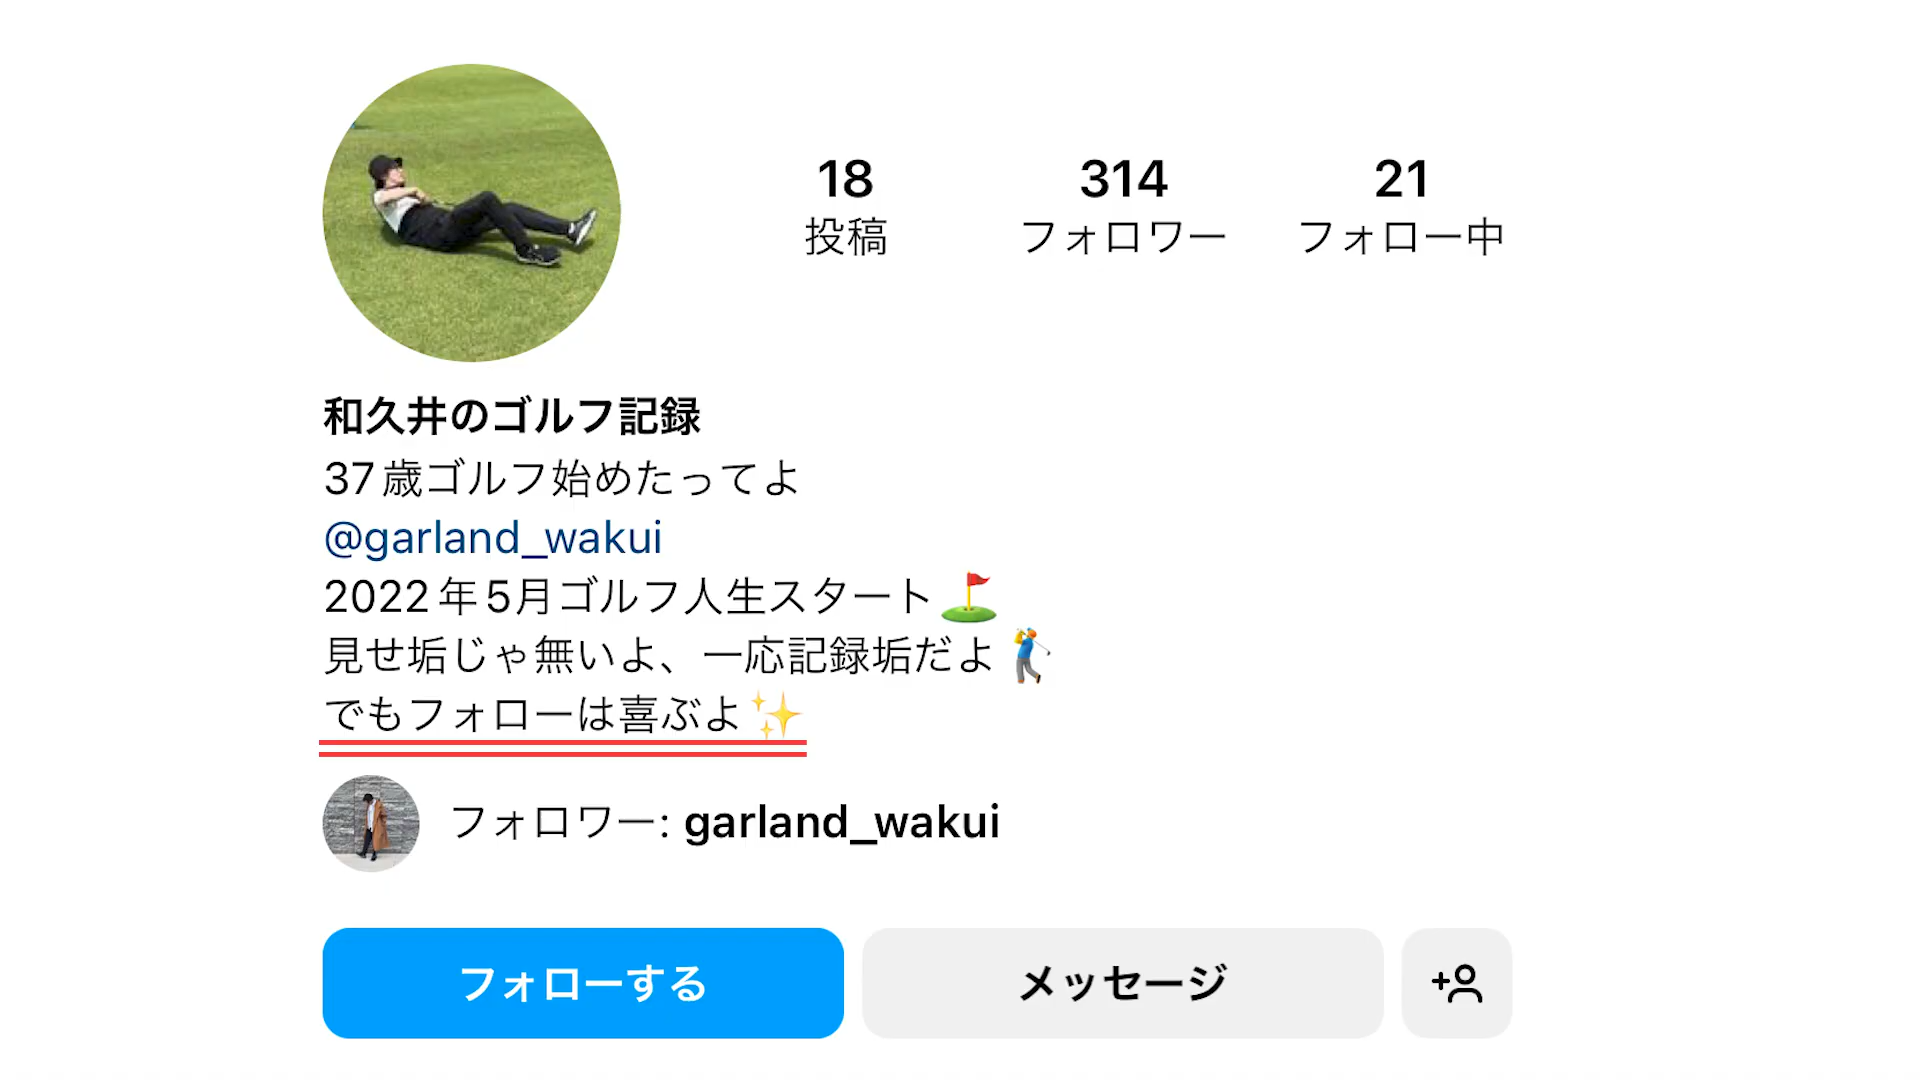 18
投稿
314
フォロワー
21
フォロー中
和久井のゴルフ記録
37歳ゴルフ始めたってよ
@garland_wakui
2022年5月ゴルフ人生スタート⛳
見せ垢じゃ無いよ、一応記録垢だよ🏌️
でもフォローは喜ぶよ✨
フォロワー: garland_wakui
フォローする
メッセージ